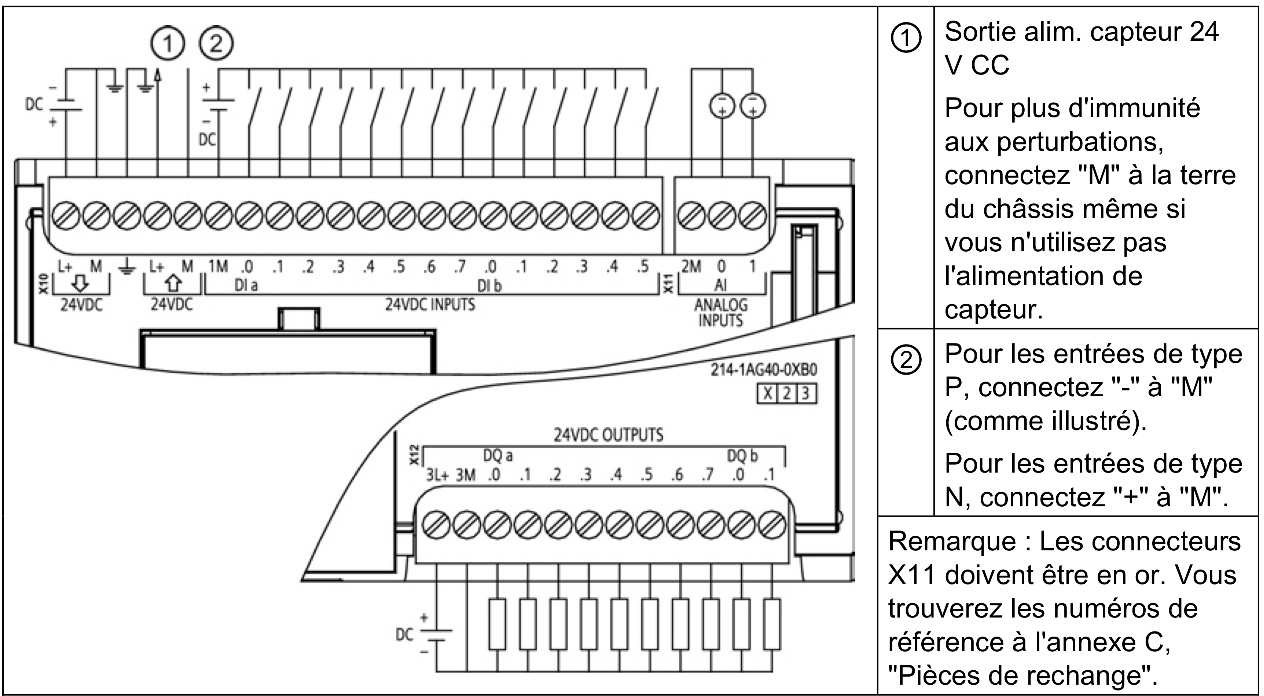 ① ②
DC - +
+ - DC
- + - +
L+ M ⏚ L+ M 1M .0 .1 .2 .3 .4 .5 .6 .7 .0 .1 .2 .3 .4 .5 2M 0 1
X10 DI a DI b X11 AI
24VDC 24VDC 24VDC INPUTS ANALOG
INPUTS
214-1AG40-0XB0
X 2 3
24VDC OUTPUTS
X12 DQ a DQ b
3L+ 3M .0 .1 .2 .3 .4 .5 .6 .7 .0 .1
DC + -
① Sortie alim. capteur 24
V CC
Pour plus d'immunité
aux perturbations,
connectez "M" à la terre
du châssis même si
vous n'utilisez pas
l'alimentation de
capteur.
② Pour les entrées de type
P, connectez "-" à "M"
(comme illustré).
Pour les entrées de type
N, connectez "+" à "M".
Remarque : Les connecteurs
X11 doivent être en or. Vous
trouverez les numéros de
référence à l'annexe C,
"Pièces de rechange".